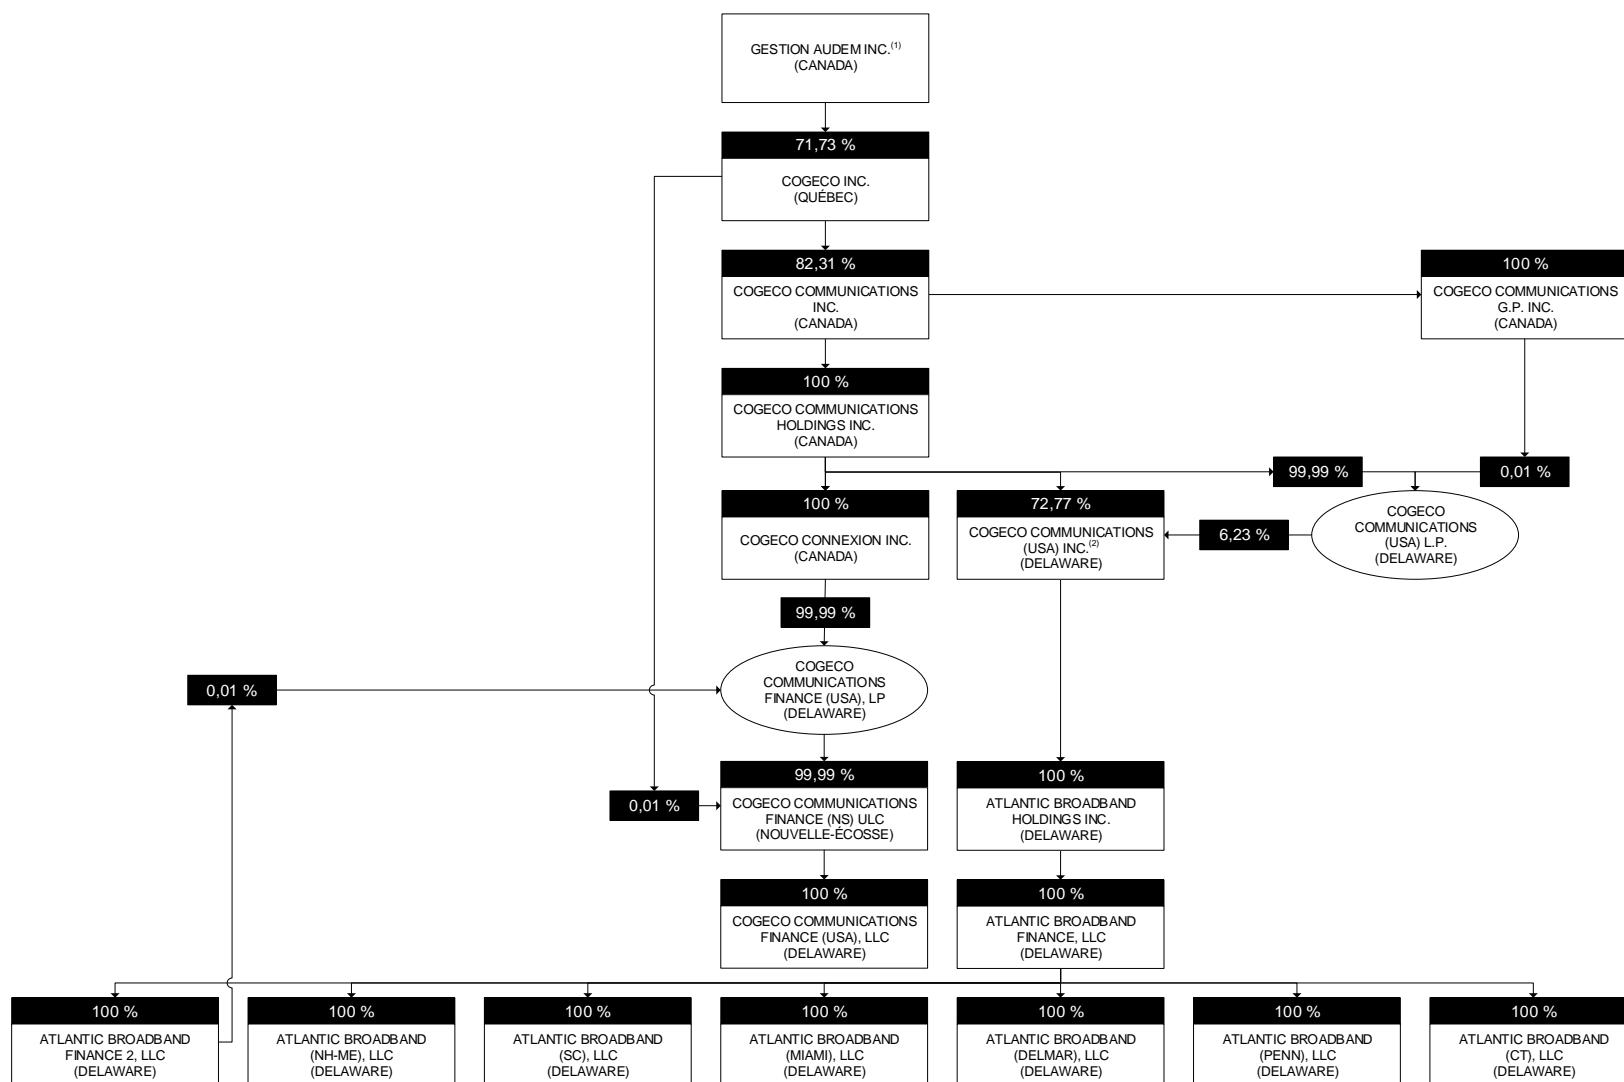 GESTION AUDEM INC.(1)
(CANADA)
71,73 %
COGECO INC.
(QUÉBEC)
82,31 %
COGECO COMMUNICATIONS
INC.
(CANADA)
100 %
COGECO COMMUNICATIONS
G.P. INC.
(CANADA)
100 %
COGECO COMMUNICATIONS
HOLDINGS INC.
(CANADA)
99,99 %
0,01 %
100 %
COGECO CONNEXION INC.
(CANADA)
72,77 %
COGECO COMMUNICATIONS
(USA) INC.(2)
(DELAWARE)
6,23 %
COGECO
COMMUNICATIONS
(USA) L.P.
(DELAWARE)
99,99 %
0,01 %
COGECO
COMMUNICATIONS
FINANCE (USA), LP
(DELAWARE)
0,01 %
99,99 %
COGECO COMMUNICATIONS
FINANCE (NS) ULC
(NOUVELLE-ÉCOSSE)
100 %
ATLANTIC BROADBAND
HOLDINGS INC.
(DELAWARE)
100 %
COGECO COMMUNICATIONS
FINANCE (USA), LLC
(DELAWARE)
100 %
ATLANTIC BROADBAND
FINANCE, LLC
(DELAWARE)
100 %
ATLANTIC BROADBAND
FINANCE 2, LLC
(DELAWARE)
100 %
ATLANTIC BROADBAND
(NH-ME), LLC
(DELAWARE)
100 %
ATLANTIC BROADBAND
(SC), LLC
(DELAWARE)
100 %
ATLANTIC BROADBAND
(MIAMI), LLC
(DELAWARE)
100 %
ATLANTIC BROADBAND
(DELMAR), LLC
(DELAWARE)
100 %
ATLANTIC BROADBAND
(PENN), LLC
(DELAWARE)
100 %
ATLANTIC BROADBAND
(CT), LLC
(DELAWARE)